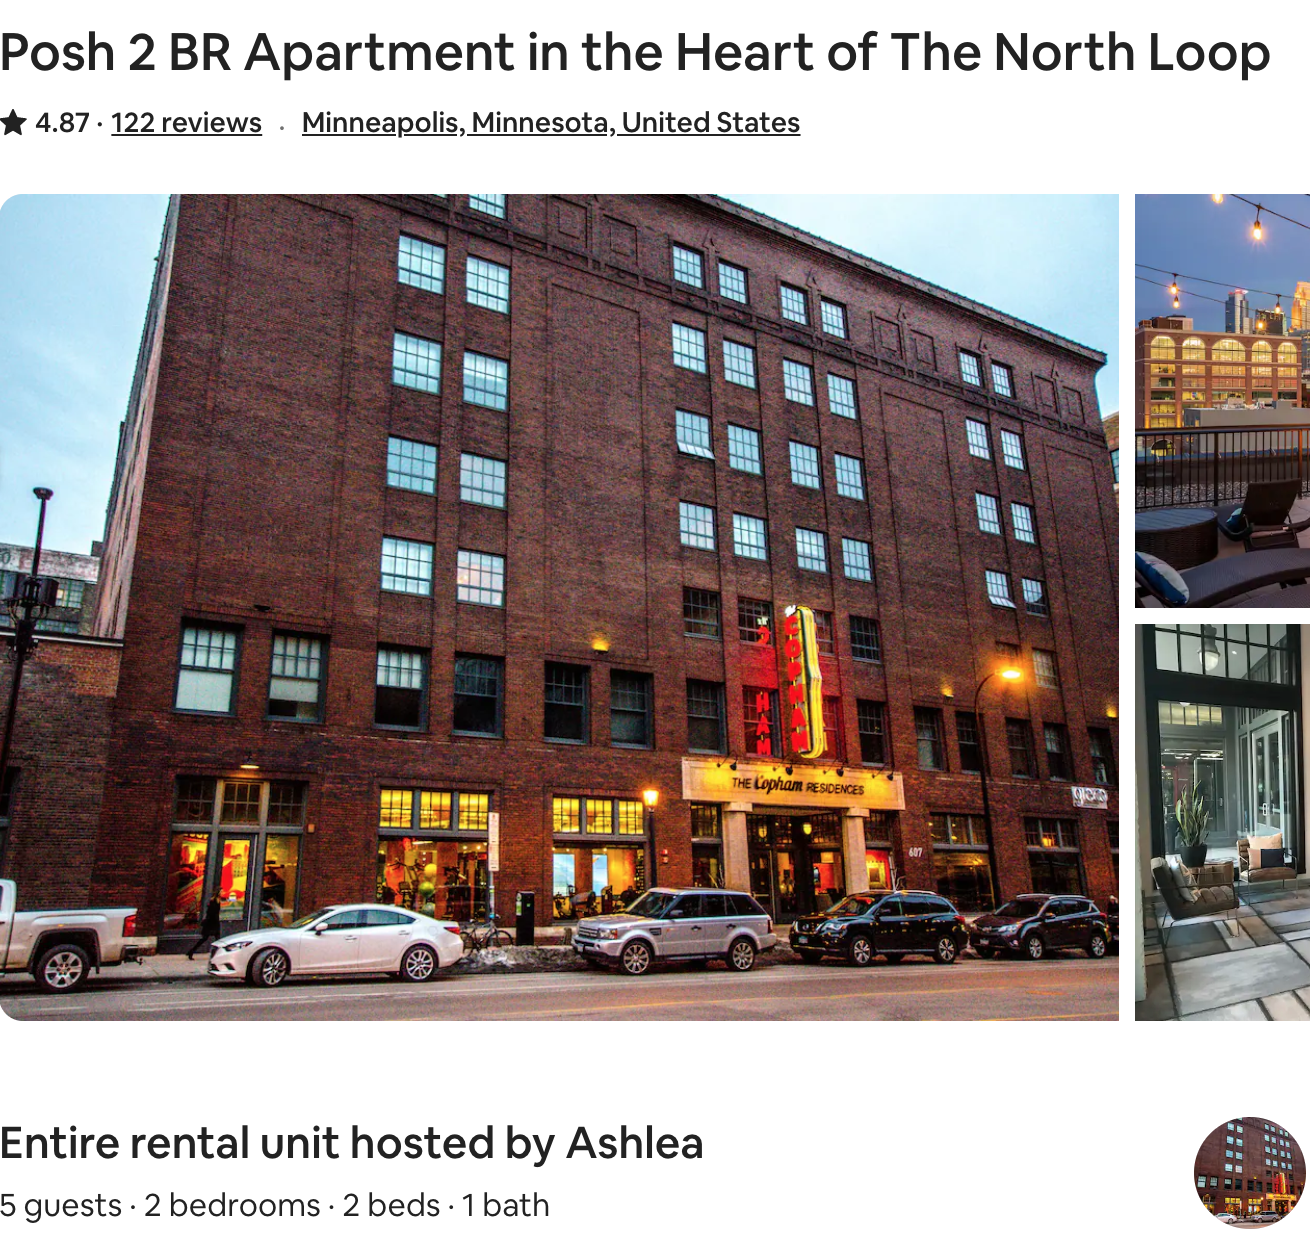 Posh 2 BR Apartment in the Heart of The North Loop
★ 4.87 · 122 reviews · Minneapolis, Minnesota, United States
COPHAM
THE Copham RESIDENCES
607
Entire rental unit hosted by Ashlea
5 guests · 2 bedrooms · 2 beds · 1 bath